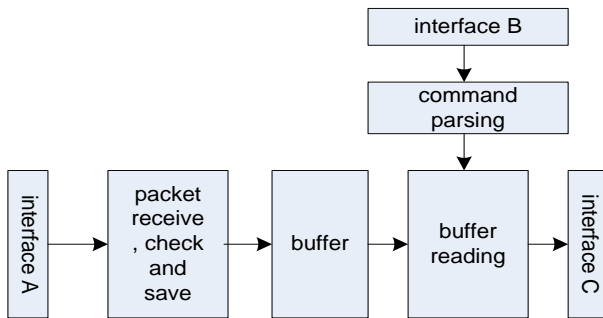 interface B
command
parsing
interface A
packet
receive
, check
and
save
buffer
buffer
reading
interface C